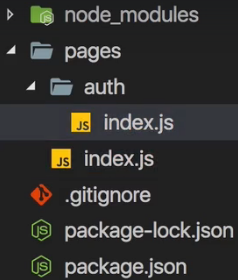 node_modules
pages
auth
JS index.js
JS index.js
.gitignore
package-lock.json
package.json